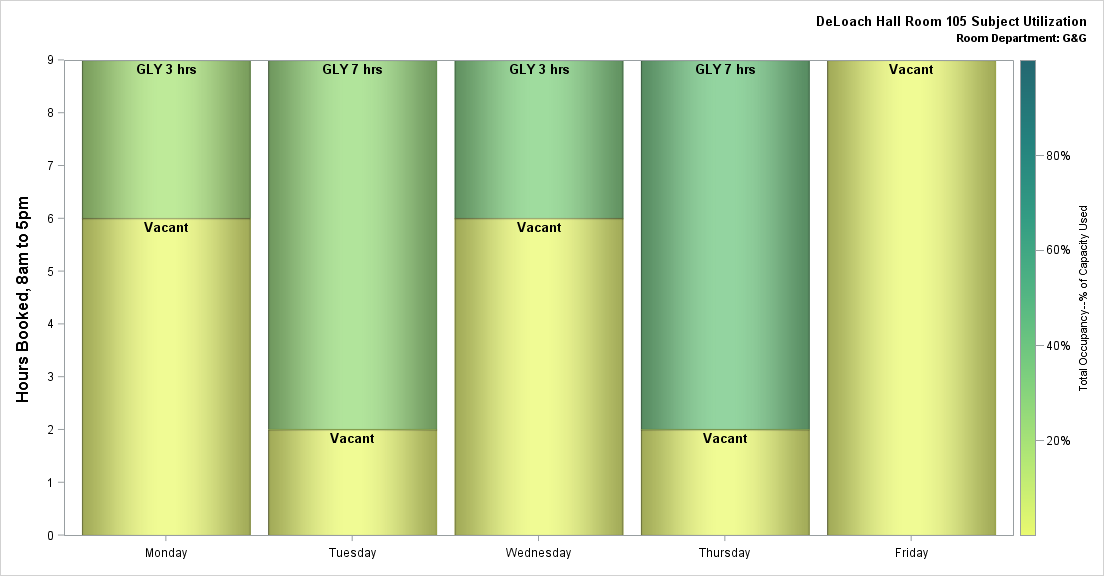 DeLoach Hall Room 105 Subject Utilization
Room Department: G&G
Hours Booked, 8am to 5pm
9
8
7
6
5
4
3
2
1
0
GLY 3 hrs
Vacant
GLY 7 hrs
Vacant
GLY 3 hrs
Vacant
GLY 7 hrs
Vacant
Vacant
Monday
Tuesday
Wednesday
Thursday
Friday
80%
60%
40%
20%
Total Occupancy--% of Capacity Used